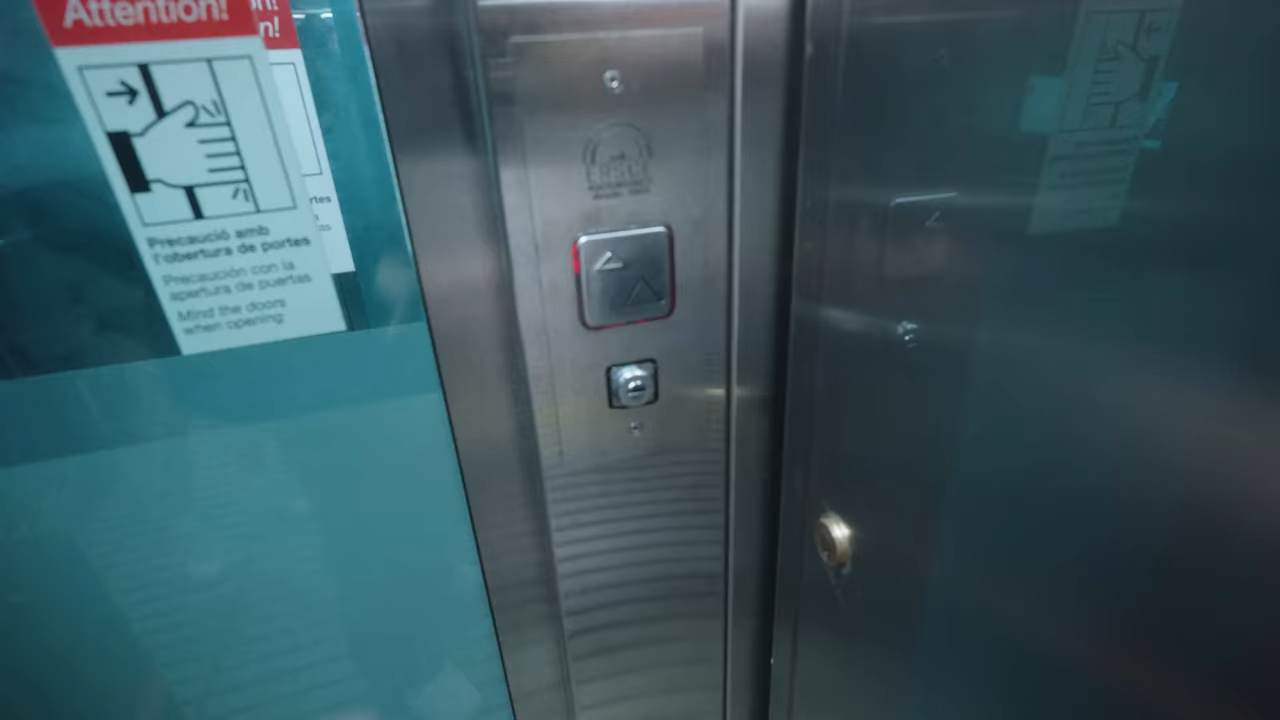 Attention!
Precaució amb
l'obertura de portes
Precaución con la
apertura de puertas
Mind the doors
when opening
n!